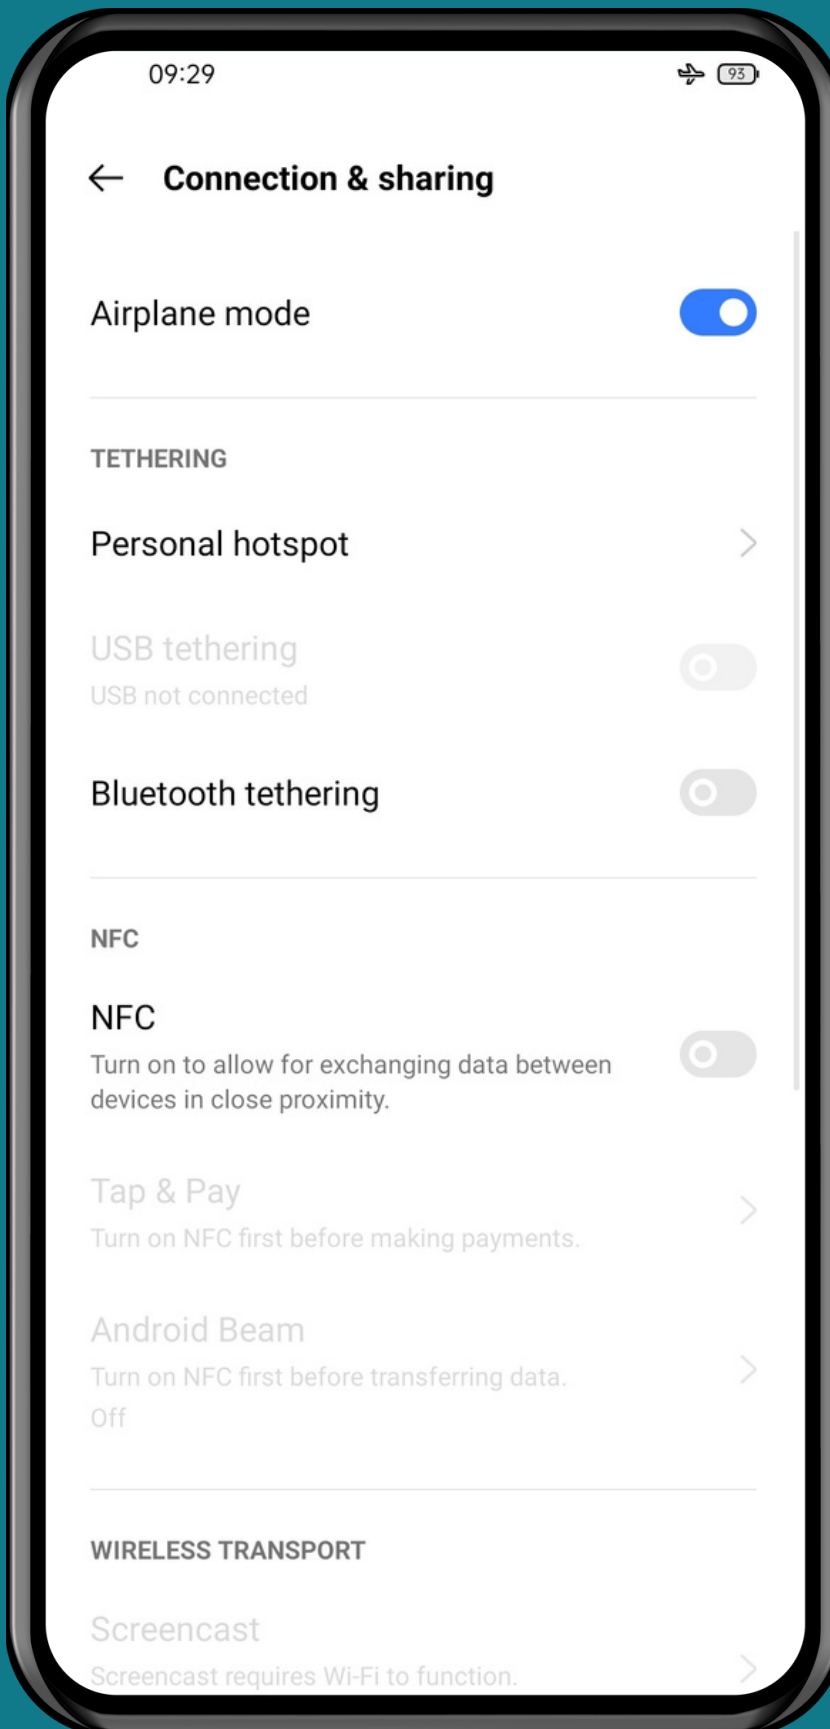 09:29
93
Connection & sharing
Airplane mode
TETHERING
Personal hotspot
USB tethering
USB not connected
Bluetooth tethering
NFC
NFC
Turn on to allow for exchanging data between
devices in close proximity.
Tap & Pay
Turn on NFC first before making payments.
Android Beam
Turn on NFC first before transferring data.
Off
WIRELESS TRANSPORT
Screencast
Screencast requires Wi-Fi to function.